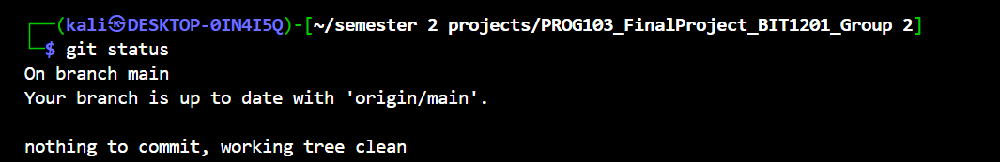 ┌──(kali㉿DESKTOP-0IN4I5Q)-[~/semester 2 projects/PROG103_FinalProject_BIT1201_Group 2]
└─$ git status
On branch main
Your branch is up to date with 'origin/main'.

nothing to commit, working tree clean